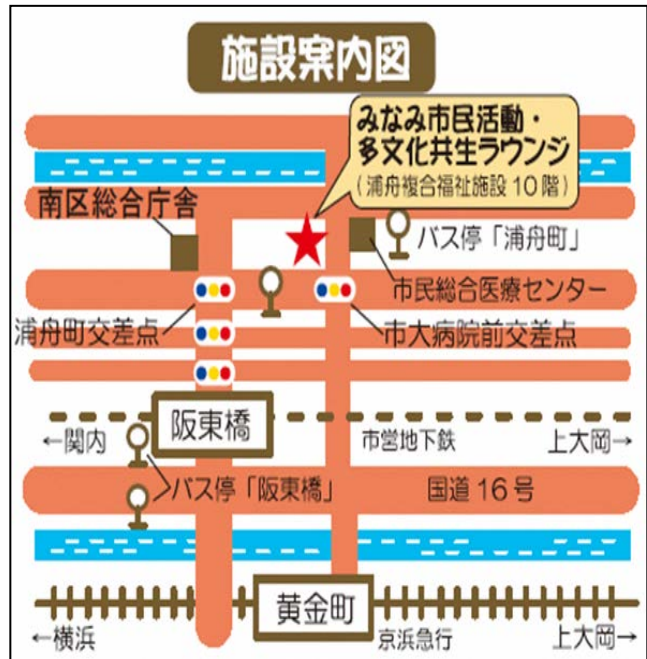 施設案内図
みなみ市民活動・
多文化共生ラウンジ
(浦舟複合福祉施設10階)
南区総合庁舎
バス停「浦舟町」
市民総合医療センター
浦舟町交差点
市大病院前交差点
阪東橋
←関内
市営地下鉄
上大岡→
バス停「阪東橋」
国道16号
黄金町
←横浜
京浜急行
上大岡→